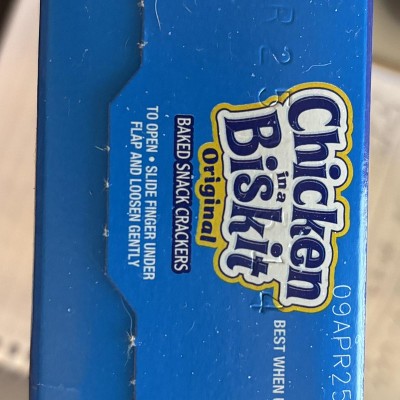 Chicken
in a
Biskit
Original
BAKED SNACK CRACKERS
TO OPEN • SLIDE FINGER UNDER
FLAP AND LOOSEN GENTLY
BEST WHEN
09APR25